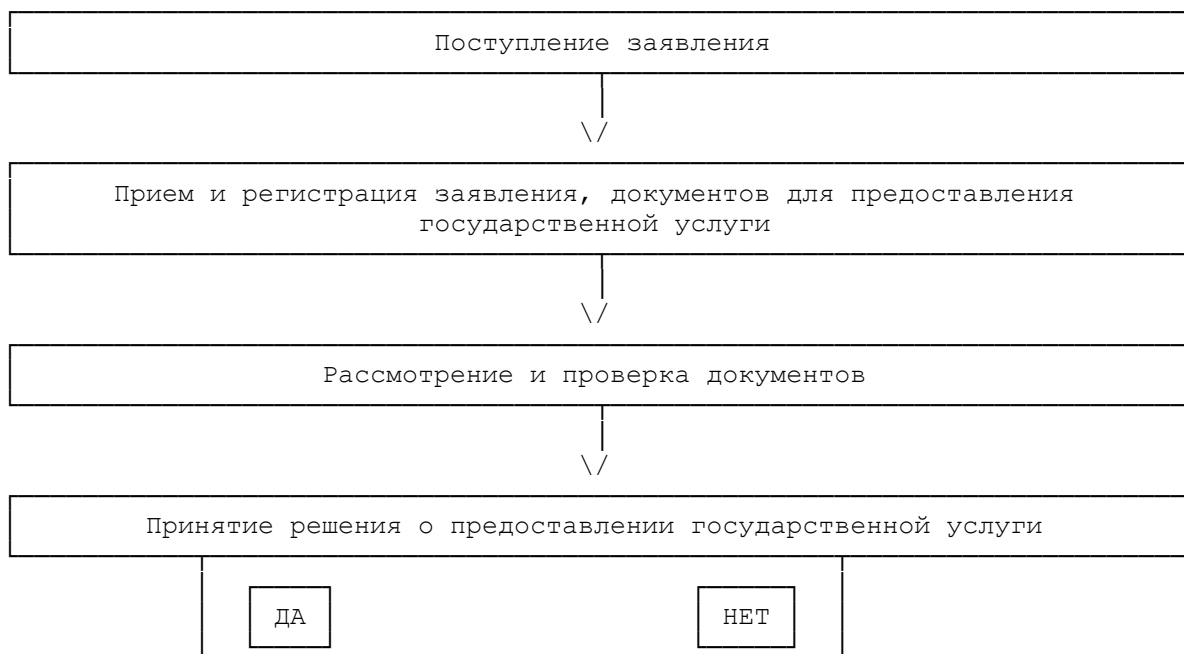 Поступление заявления
\/
Прием и регистрация заявления, документов для предоставления
государственной услуги
\/
Рассмотрение и проверка документов
\/
Принятие решения о предоставлении государственной услуги
ДА НЕТ